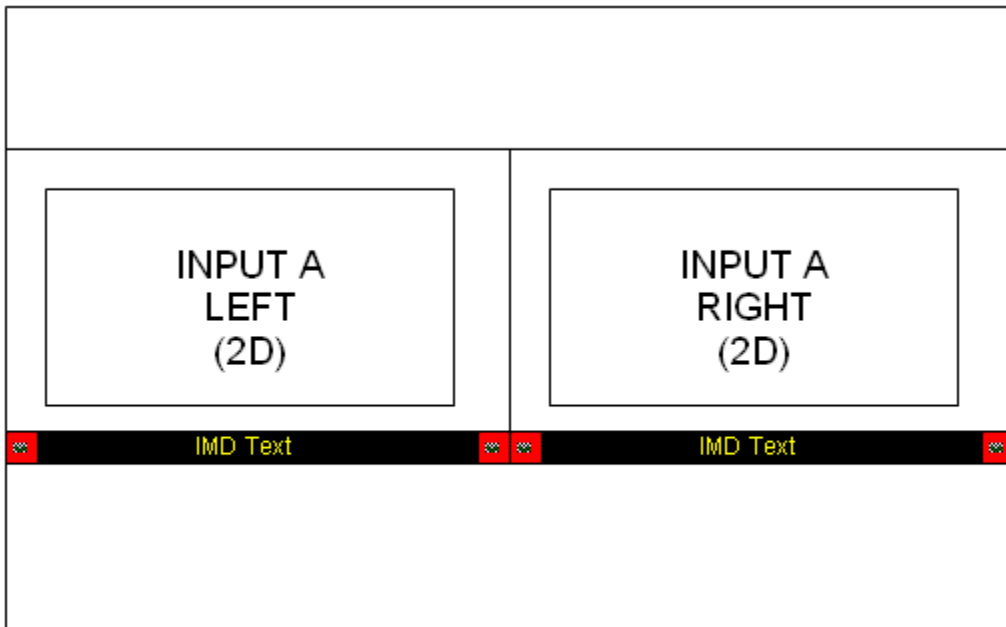 INPUT A
LEFT
(2D)
INPUT A
RIGHT
(2D)
IMD Text
IMD Text